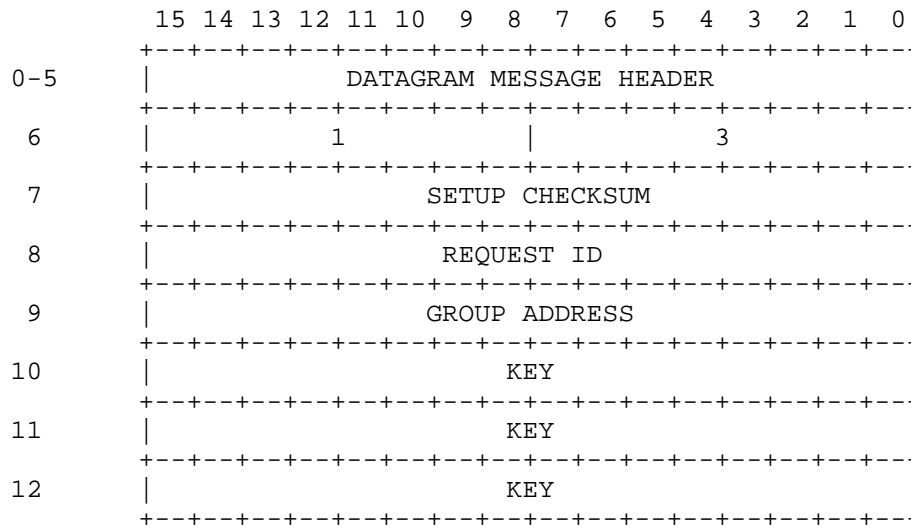 15 14 13 12 11 10 9 8 7 6 5 4 3 2 1 0
+--+--+--+--+--+--+--+--+--+--+--+--+--+--+--+--
0-5 | DATAGRAM MESSAGE HEADER
+--+--+--+--+--+--+--+--+--+--+--+--+--+--+--+--
6 | 1 | 3
+--+--+--+--+--+--+--+--+--+--+--+--+--+--+--+--
7 | SETUP CHECKSUM
+--+--+--+--+--+--+--+--+--+--+--+--+--+--+--+--
8 | REQUEST ID
+--+--+--+--+--+--+--+--+--+--+--+--+--+--+--+--
9 | GROUP ADDRESS
+--+--+--+--+--+--+--+--+--+--+--+--+--+--+--+--
10 | KEY
+--+--+--+--+--+--+--+--+--+--+--+--+--+--+--+--
11 | KEY
+--+--+--+--+--+--+--+--+--+--+--+--+--+--+--+--
12 | KEY
+--+--+--+--+--+--+--+--+--+--+--+--+--+--+--+--